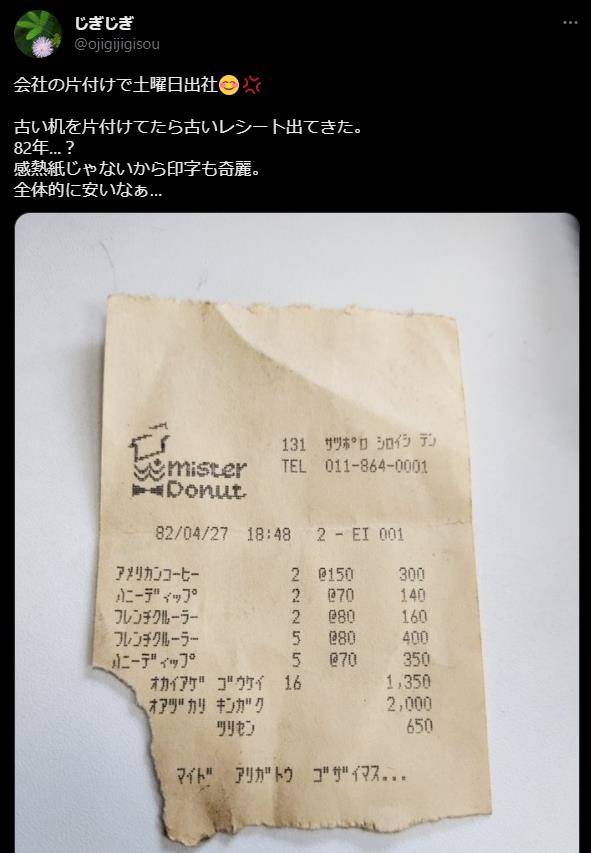 じぎじぎ
@ojigijigisou
会社の片付けで土曜日出社😊💢
古い机を片付けてたら古いレシート出てきた。
82年...？
感熱紙じゃないから印字も奇麗。
全体的に安いなぁ...
mister
Donut
131 サツポロ シロイシ テン
TEL 011-864-0001
82/04/27 18:48 2-EI 001
アメリカンコーヒー 2 @150 300
ハニーディップ 2 @70 140
フレンチクルーラー 2 @80 160
フレンチクルーラー 5 @80 400
ハニーディップ 5 @70 350
オカイアゲ ゴウケイ 16 1,350
オアヅカリ キンガク 2,000
ツリセン 650
マイド アリガトウ ゴザイマス...